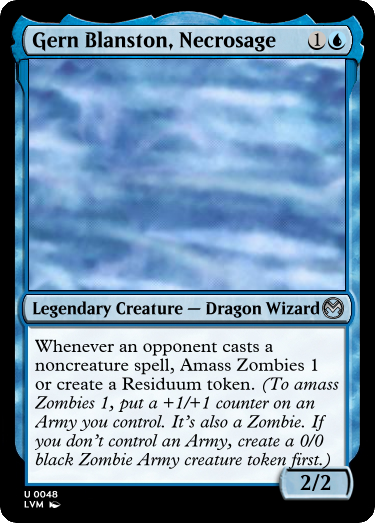 Gern Blanston, Necrosage 1
Legendary Creature — Dragon Wizard
Whenever an opponent casts a
noncreature spell, Amass Zombies 1
or create a Residuum token. (To amass
Zombies 1, put a +1/+1 counter on an
Army you control. It's also a Zombie. If
you don't control an Army, create a 0/0
black Zombie Army creature token first.)
2/2
U 0048
LVM